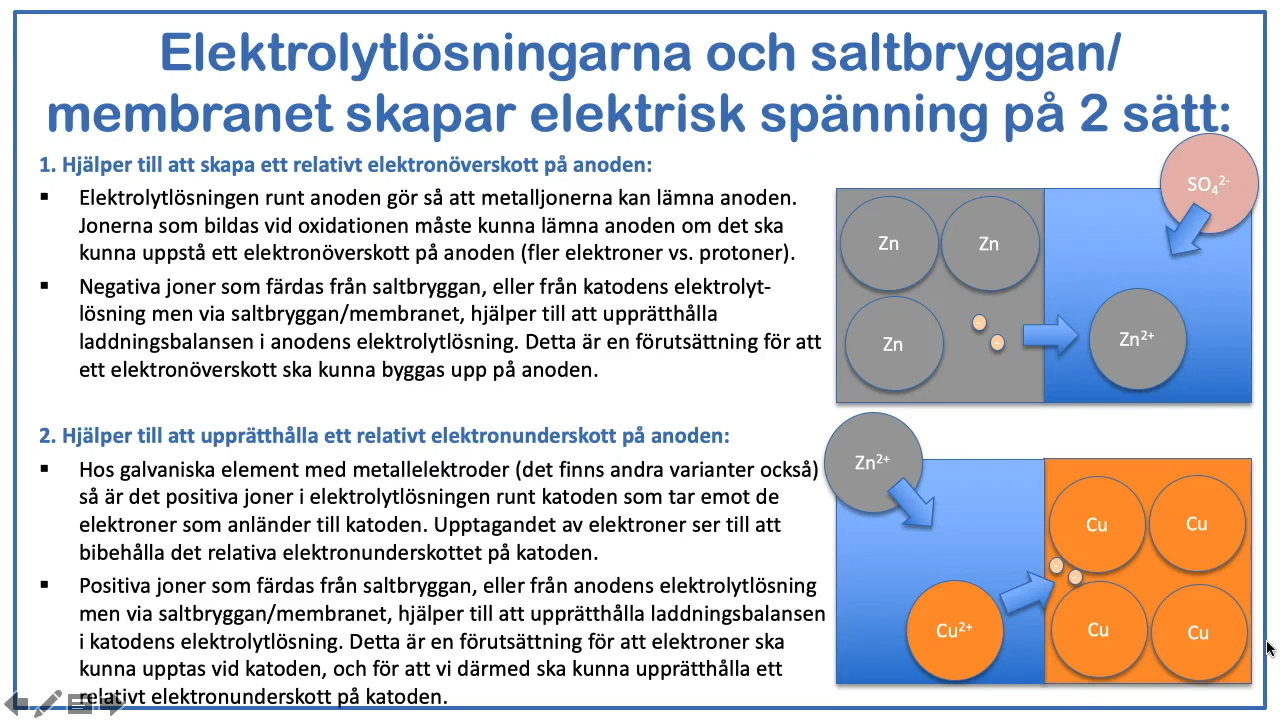 Elektrolytlösningarna och saltbryggan/
membranet skapar elektrisk spänning på 2 sätt:
1. Hjälper till att skapa ett relativt elektronöverskott på anoden:
▪ Elektrolytlösningen runt anoden gör så att metalljonerna kan lämna anoden.
Jonerna som bildas vid oxidationen måste kunna lämna anoden om det ska
kunna uppstå ett elektronöverskott på anoden (fler elektroner vs. protoner).
▪ Negativa joner som färdas från saltbryggan, eller från katodens elektrolyt-
lösning men via saltbryggan/membranet, hjälper till att upprätthålla
laddningsbalansen i anodens elektrolytlösning. Detta är en förutsättning för att
ett elektronöverskott ska kunna byggas upp på anoden.
SO₄²⁻
Zn
Zn
Zn
-
-
Zn²⁺
2. Hjälper till att upprätthålla ett relativt elektronunderskott på anoden:
▪ Hos galvaniska element med metallelektroder (det finns andra varianter också)
så är det positiva joner i elektrolytlösningen runt katoden som tar emot de
elektroner som anländer till katoden. Upptagandet av elektroner ser till att
bibehålla det relativa elektronunderskottet på katoden.
▪ Positiva joner som färdas från saltbryggan, eller från anodens elektrolytlösning
men via saltbryggan/membranet, hjälper till att upprätthålla laddningsbalansen
i katodens elektrolytlösning. Detta är en förutsättning för att elektroner ska
kunna upptas vid katoden, och för att vi därmed ska kunna upprätthålla ett
relativt elektronunderskott på katoden.
Zn²⁺
Cu
Cu
-
-
Cu²⁺
Cu
Cu